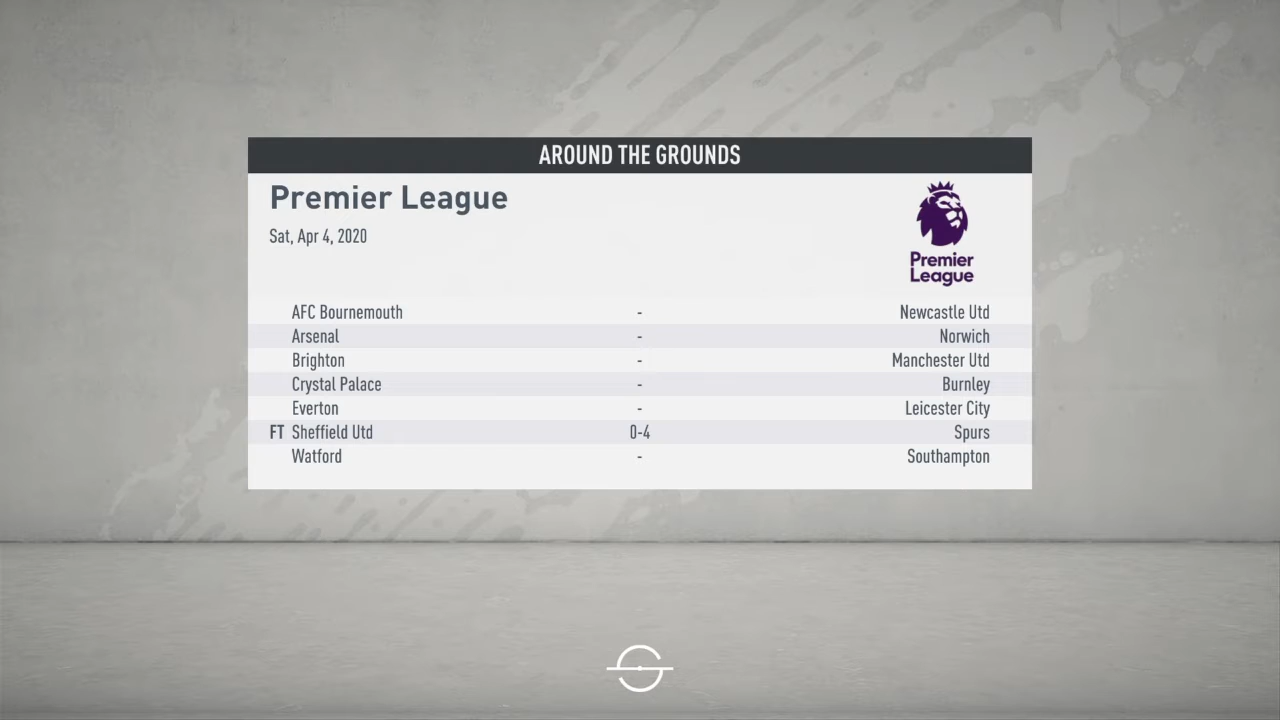 AROUND THE GROUNDS
Premier League
Sat, Apr 4, 2020
Premier
League
AFC Bournemouth - Newcastle Utd
Arsenal - Norwich
Brighton - Manchester Utd
Crystal Palace - Burnley
Everton - Leicester City
FT Sheffield Utd 0-4 Spurs
Watford - Southampton